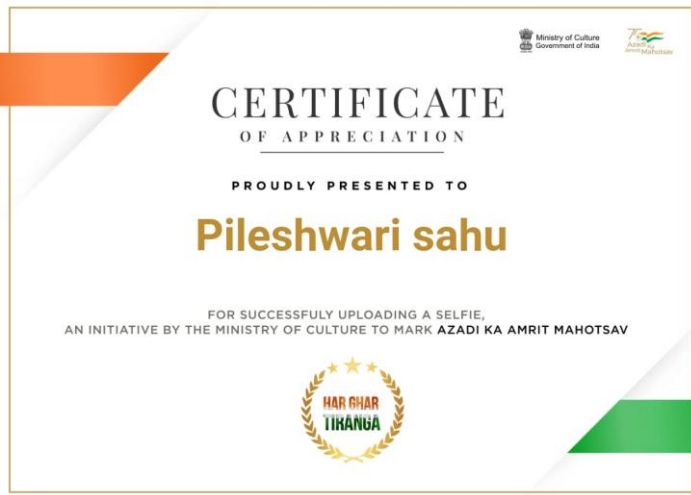 Ministry of Culture
Government of India
Azadi Ka
Amrit Mahotsav
CERTIFICATE
OF APPRECIATION
PROUDLY PRESENTED TO
Pileshwari sahu
FOR SUCCESSFULY UPLOADING A SELFIE,
AN INITIATIVE BY THE MINISTRY OF CULTURE TO MARK AZADI KA AMRIT MAHOTSAV
HAR GHAR
TIRANGA